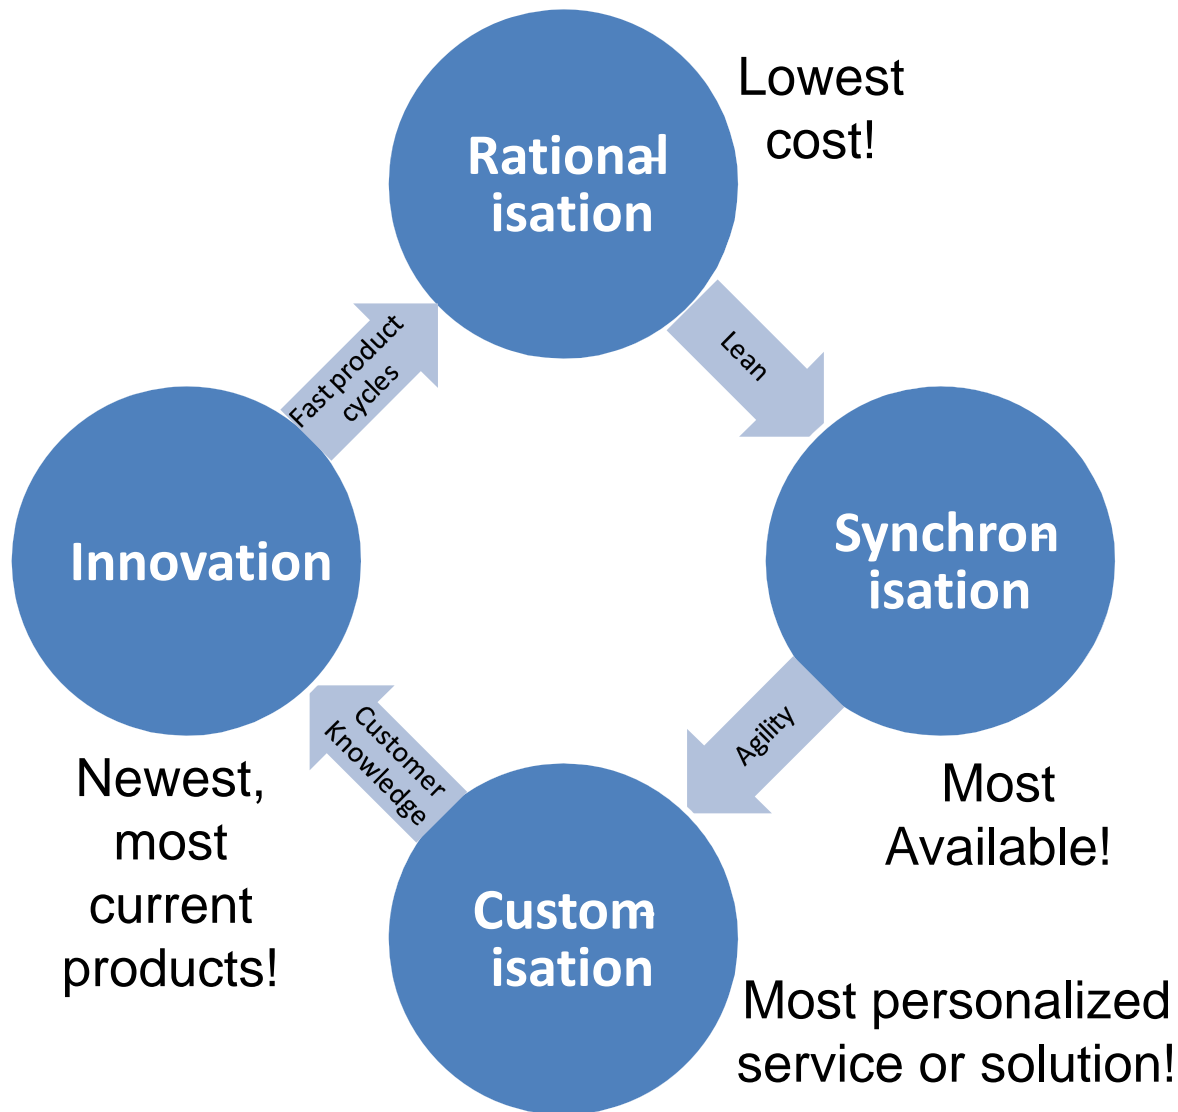 Rational-
isation
Lowest
cost!
Fast product
cycles
Lean
Innovation
Synchron-
isation
Customer
Knowledge
Agility
Newest,
most
current
products!
Most
Available!
Custom-
isation
Most personalized
service or solution!